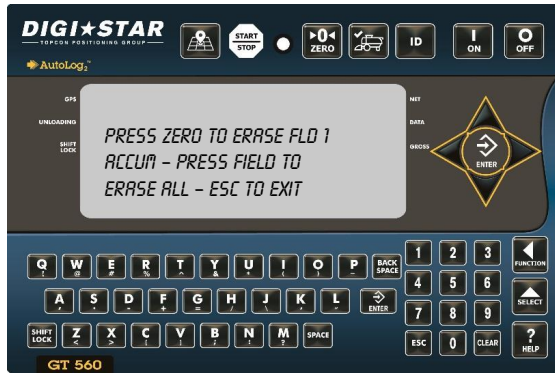 DIGI★STAR
TOPCON POSITIONING GROUP
AutoLog2™
START
STOP
▶0◀
ZERO
ID
I
ON
O
OFF
GPS
UNLOADING
SHIFT
LOCK
PRESS ZERO TO ERASE FLD 1
ACCUM - PRESS FIELD TO
ERASE ALL - ESC TO EXIT
NET
DATA
GROSS
ENTER
Q W E R T Y U I O P BACK SPACE
A S D F G H J K L ENTER
SHIFT LOCK Z X C V B N M SPACE
1 2 3 FUNCTION
4 5 6 SELECT
7 8 9
ESC 0 CLEAR ? HELP
GT 560